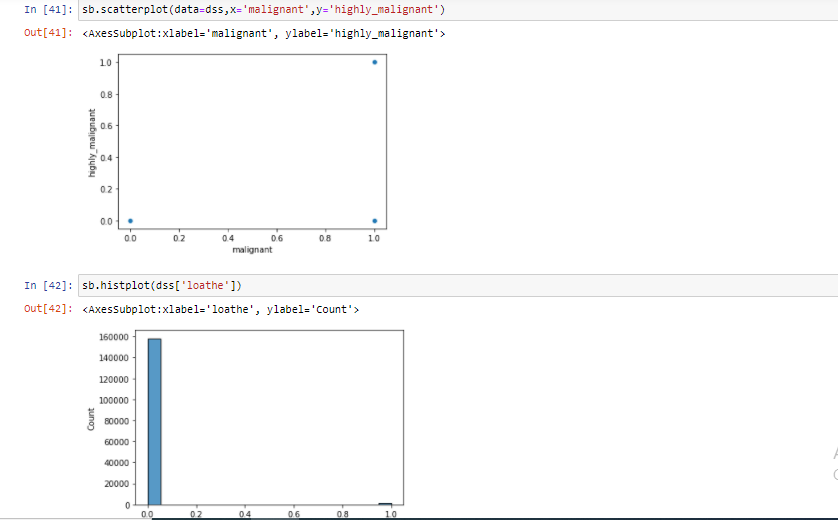 In [41]: sb.scatterplot(data=dss,x='malignant',y='highly_malignant')
Out[41]: <AxesSubplot:xlabel='malignant', ylabel='highly_malignant'>
1.0
0.8
0.6
0.4
0.2
0.0
highly_malignant
0.0 0.2 0.4 0.6 0.8 1.0
malignant
In [42]: sb.histplot(dss['loathe'])
Out[42]: <AxesSubplot:xlabel='loathe', ylabel='Count'>
160000
140000
120000
100000
80000
60000
40000
20000
0
Count
0.0 0.2 0.4 0.6 0.8 1.0